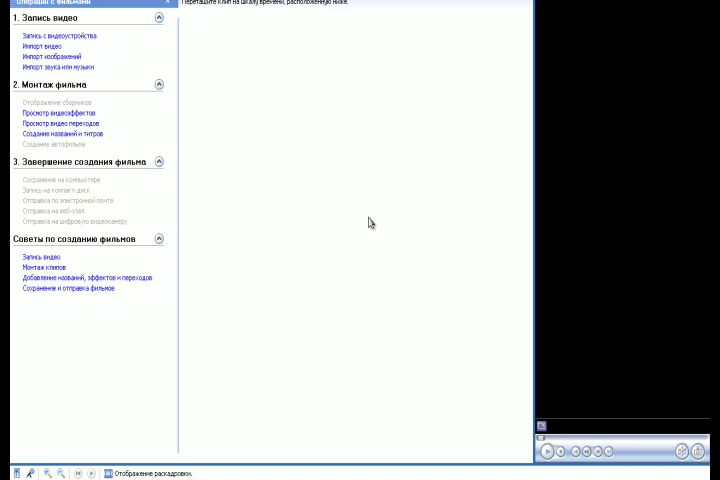 Операции с фильмами
Перетащите клип на шкалу времени, расположенную ниже.
1. Запись видео
Запись с видеоустройства
Импорт видео
Импорт изображений
Импорт звука или музыки
2. Монтаж фильма
Отображение сборников
Просмотр видеоэффектов
Просмотр видео переходов
Создание названий и титров
Создание автофильма
3. Завершение создания фильма
Сохранение на компьютере
Запись на компакт-диск
Отправка по электронной почте
Отправка на веб-узел
Отправка на цифровую видеокамеру
Советы по созданию фильмов
Запись видео
Монтаж клипов
Добавление названий, эффектов и переходов
Сохранение и отправка фильмов
Отображение раскадровки.